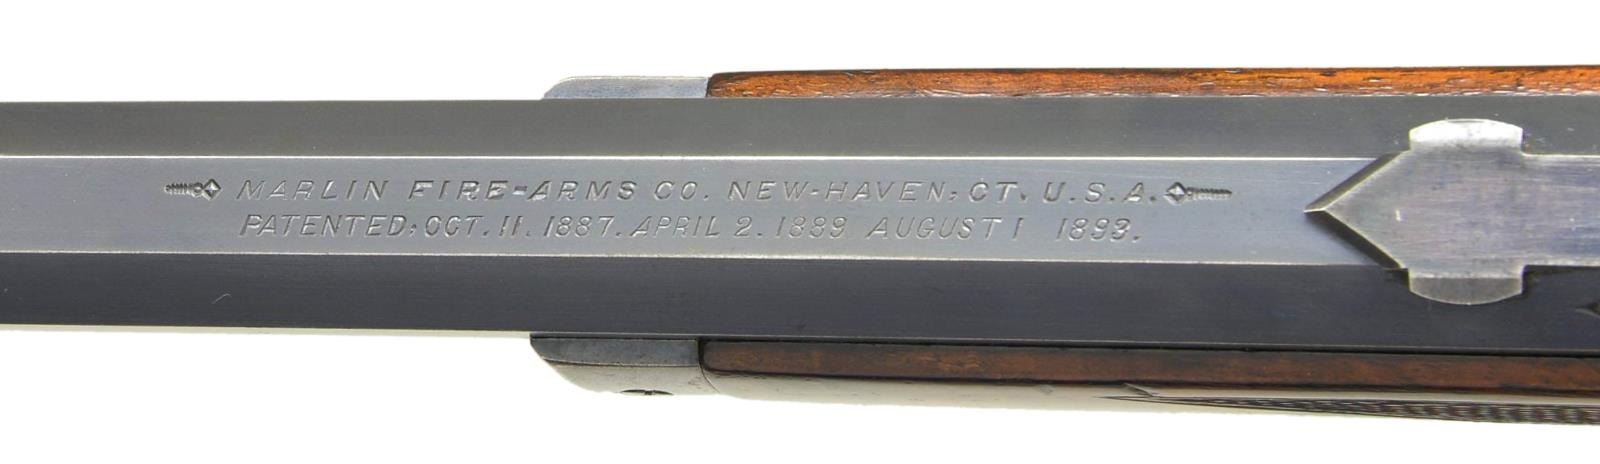 MARLIN FIRE-ARMS CO. NEW-HAVEN, CT. U.S.A.
PATENTED, OCT. 11. 1887. APRIL 2. 1889 AUGUST 1 1893.